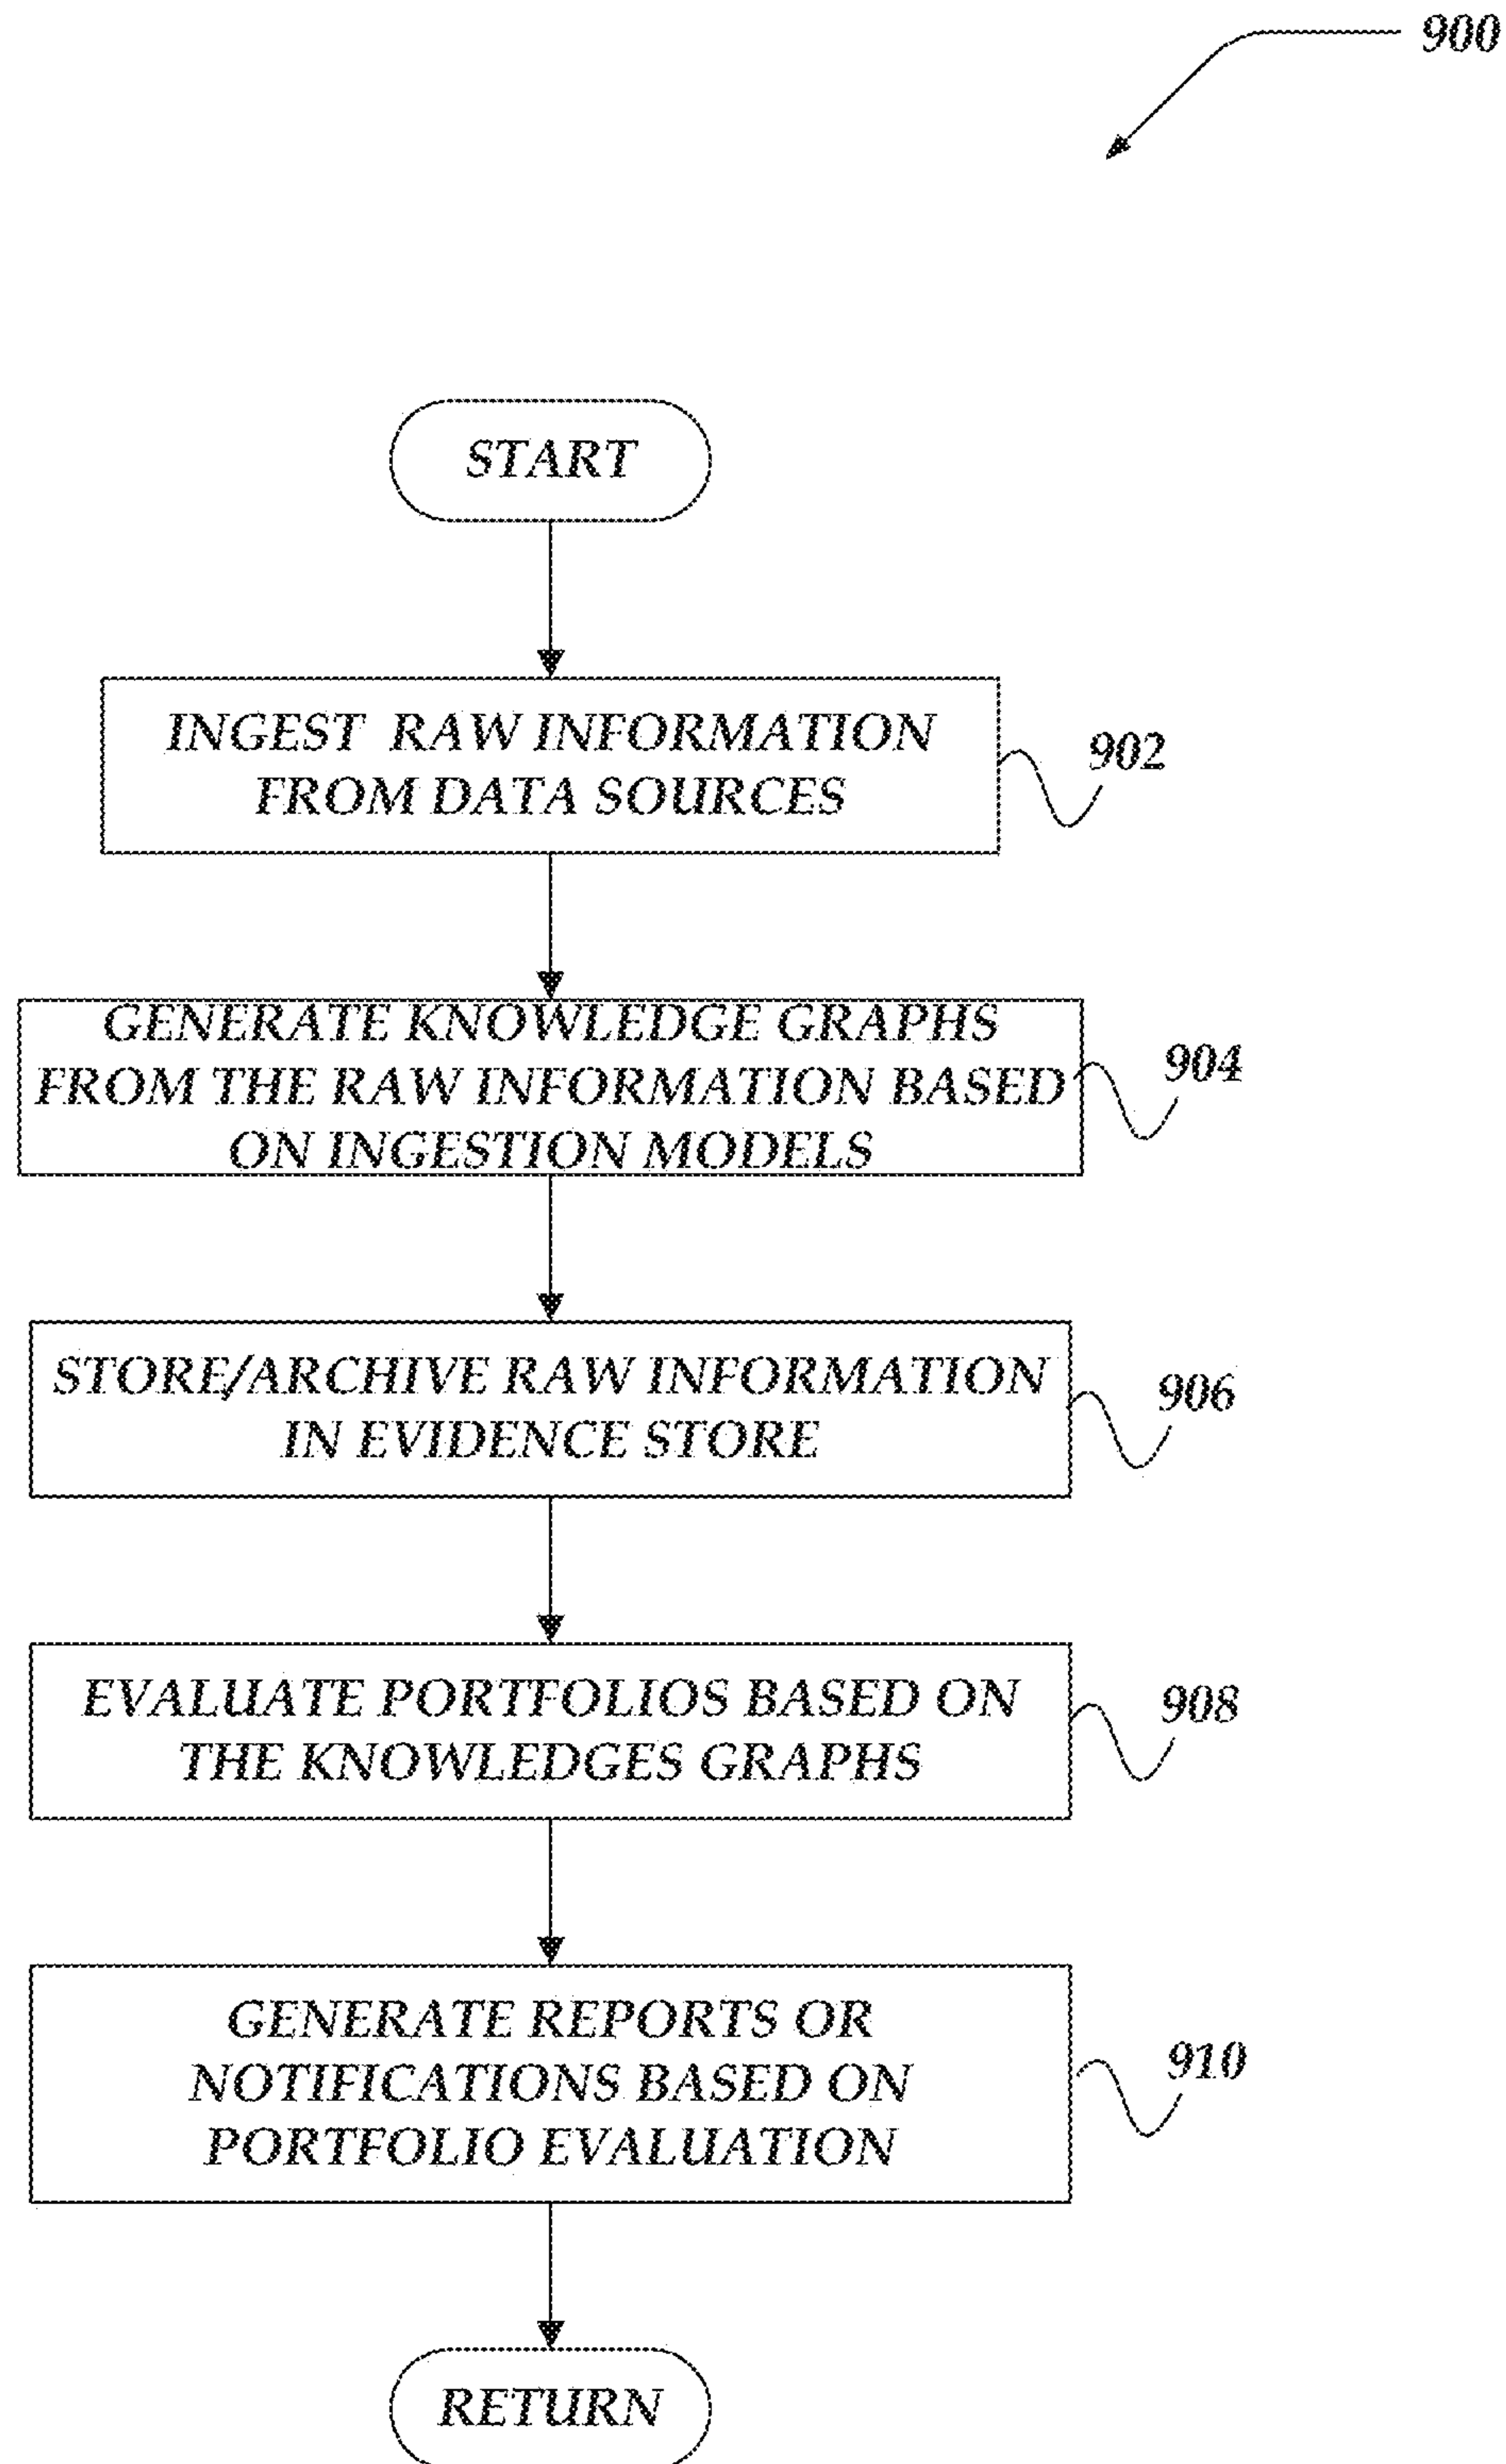 900
START
INGEST RAW INFORMATION
FROM DATA SOURCES
902
GENERATE KNOWLEDGE GRAPHS
FROM THE RAW INFORMATION BASED
ON INGESTION MODELS
904
STORE/ARCHIVE RAW INFORMATION
IN EVIDENCE STORE
906
EVALUATE PORTFOLIOS BASED ON
THE KNOWLEDGES GRAPHS
908
GENERATE REPORTS OR
NOTIFICATIONS BASED ON
PORTFOLIO EVALUATION
910
RETURN